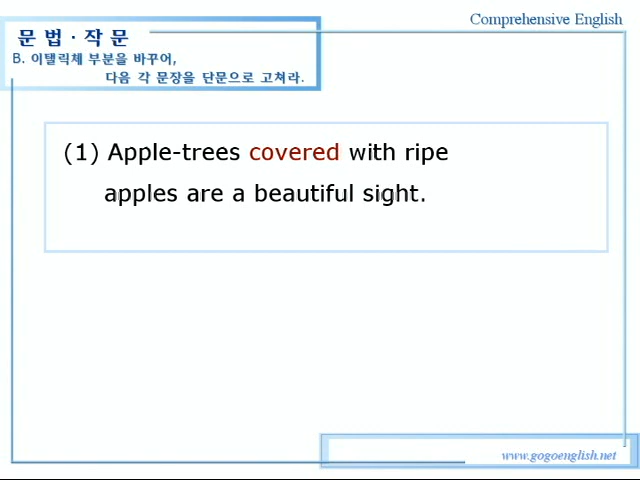 Comprehensive English
문 법 · 작 문
B. 이탤릭체 부분을 바꾸어,
다음 각 문장을 단문으로 고쳐라.
(1) Apple-trees covered with ripe
apples are a beautiful sight.
www.gogoenglish.net